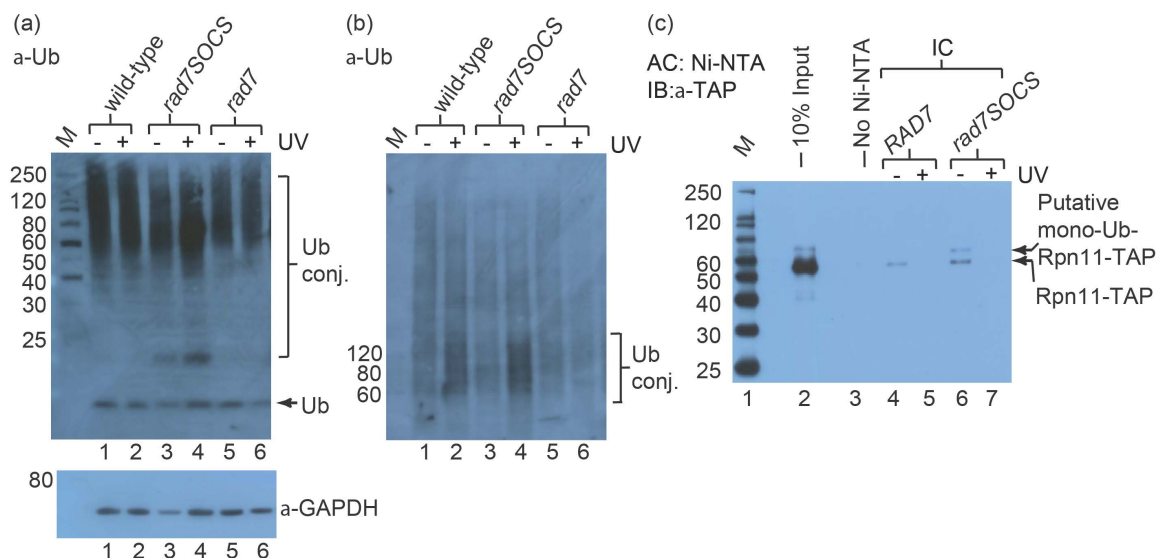 (a)
a-Ub
wild-type
rad7SOCS
rad7
M
- + - + - + UV
250
120
80
60
50
40
30
25
Ub
conj.
Ub
1 2 3 4 5 6
80
a-GAPDH
1 2 3 4 5 6
(b)
a-Ub
wild-type
rad7SOCS
rad7
- + - + - + UV
120
80
60
Ub
conj.
1 2 3 4 5 6
(c)
AC: Ni-NTA
IB:a-TAP
M
10% Input
No Ni-NTA
IC
RAD7
rad7SOCS
- + - + UV
250
120
60
50
40
30
25
Putative
mono-Ub-
Rpn11-TAP
Rpn11-TAP
1 2 3 4 5 6 7